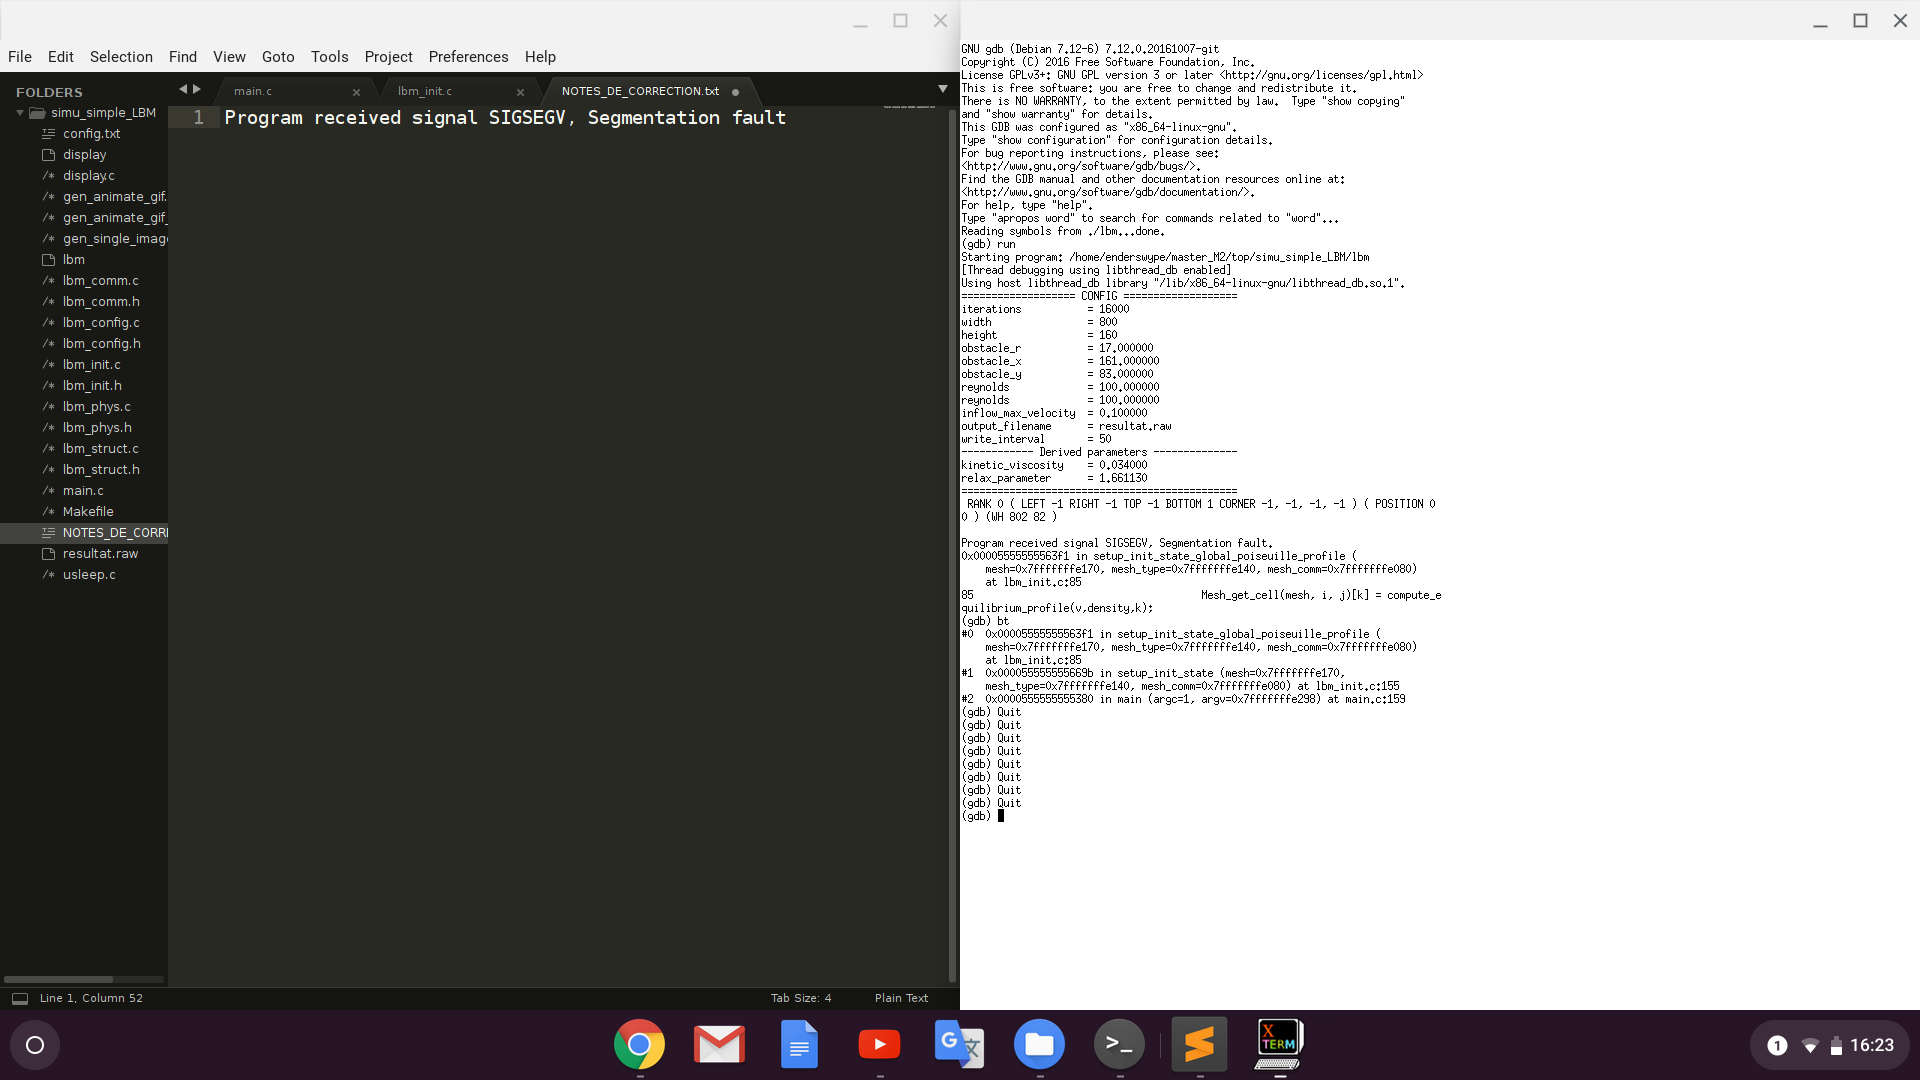 File Edit Selection Find View Goto Tools Project Preferences Help
FOLDERS
simu_simple_LBM
config.txt
display
display.c
gen_animate_gif.
gen_animate_gif_
gen_single_image
lbm
lbm_comm.c
lbm_comm.h
lbm_config.c
lbm_config.h
lbm_init.c
lbm_init.h
lbm_phys.c
lbm_phys.h
lbm_struct.c
lbm_struct.h
main.c
Makefile
NOTES_DE_CORRE
resultat.raw
usleep.c
main.c lbm_init.c NOTES_DE_CORRECTION.txt
1 Program received signal SIGSEGV, Segmentation fault
Line 1, Column 52 Tab Size: 4 Plain Text
GNU gdb (Debian 7.12-6) 7.12.0.20161007-git
Copyright (C) 2016 Free Software Foundation, Inc.
License GPLv3+: GNU GPL version 3 or later <http://gnu.org/licenses/gpl.html>
This is free software: you are free to change and redistribute it.
There is NO WARRANTY, to the extent permitted by law.  Type "show copying"
and "show warranty" for details.
This GDB was configured as "x86_64-linux-gnu".
Type "show configuration" for configuration details.
For bug reporting instructions, please see:
<http://www.gnu.org/software/gdb/bugs/>.
Find the GDB manual and other documentation resources online at:
<http://www.gnu.org/software/gdb/documentation/>.
For help, type "help".
Type "apropos word" to search for commands related to "word"...
Reading symbols from ./lbm...done.
(gdb) run
Starting program: /home/enderswype/master_M2/top/simu_simple_LBM/lbm
[Thread debugging using libthread_db enabled]
Using host libthread_db library "/lib/x86_64-linux-gnu/libthread_db.so.1".
=================== CONFIG ===================
iterations           = 16000
width                = 800
height               = 160
obstacle_r           = 17.000000
obstacle_x           = 161.000000
obstacle_y           = 83.000000
reynolds             = 100.000000
reynolds             = 100.000000
inflow_max_velocity  = 0.100000
output_filename      = resultat.raw
write_interval       = 50
------------ Derived parameters --------------
kinetic_viscosity    = 0.034000
relax_parameter      = 1.661130
==============================================
RANK 0 ( LEFT -1 RIGHT -1 TOP -1 BOTTOM 1 CORNER -1, -1, -1, -1 ) ( POSITION 0
0 ) (WH 802 82 )
Program received signal SIGSEGV, Segmentation fault.
0x00005555555563f1 in setup_init_state_global_poiseuille_profile (
mesh=0x7fffffffe170, mesh_type=0x7fffffffe140, mesh_comm=0x7fffffffe080)
at lbm_init.c:85
85                                      Mesh_get_cell(mesh, i, j)[k] = compute_e
quilibrium_profile(v,density,k);
(gdb) bt
#0  0x00005555555563f1 in setup_init_state_global_poiseuille_profile (
mesh=0x7fffffffe170, mesh_type=0x7fffffffe140, mesh_comm=0x7fffffffe080)
at lbm_init.c:85
#1  0x000055555555669b in setup_init_state (mesh=0x7fffffffe170,
mesh_type=0x7fffffffe140, mesh_comm=0x7fffffffe080) at lbm_init.c:155
#2  0x0000555555555380 in main (argc=1, argv=0x7fffffffe298) at main.c:159
(gdb) Quit
(gdb) Quit
(gdb) Quit
(gdb) Quit
(gdb) Quit
(gdb) Quit
(gdb) Quit
(gdb) Quit
(gdb)
X
TERM
1 16:23